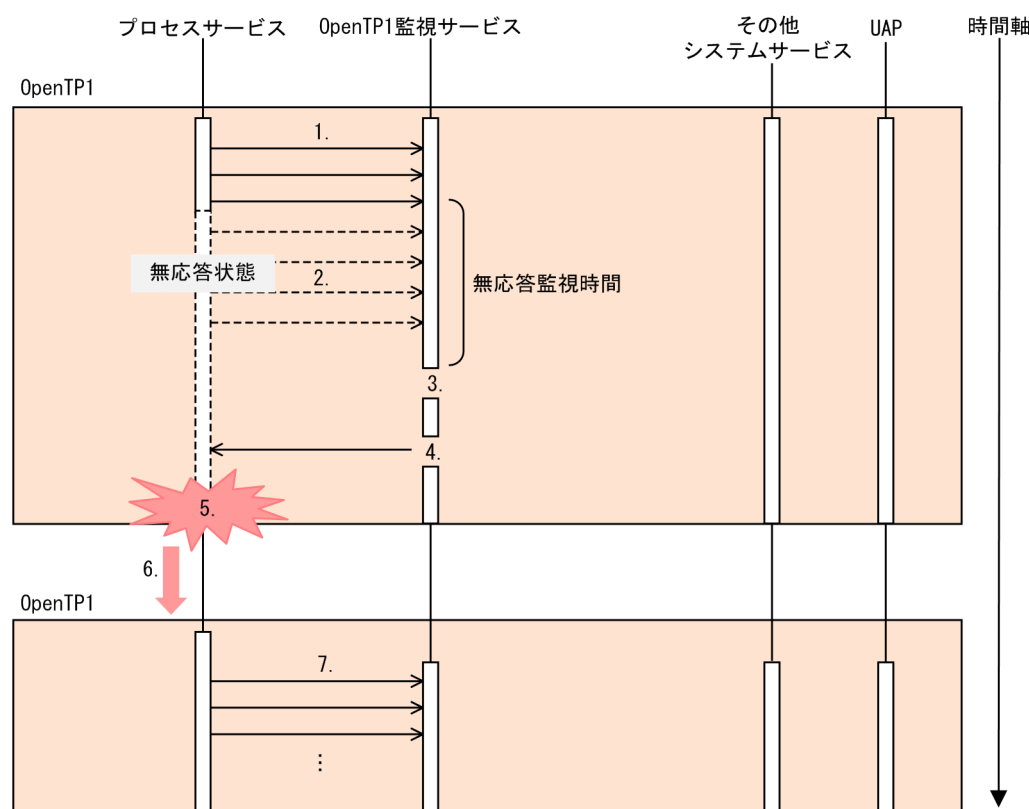 プロセスサービス
OpenTP1監視サービス
その他
システムサービス
UAP
時間軸
OpenTP1
1.
無応答状態
2.
無応答監視時間
3.
4.
5.
6.
OpenTP1
7.
⋮